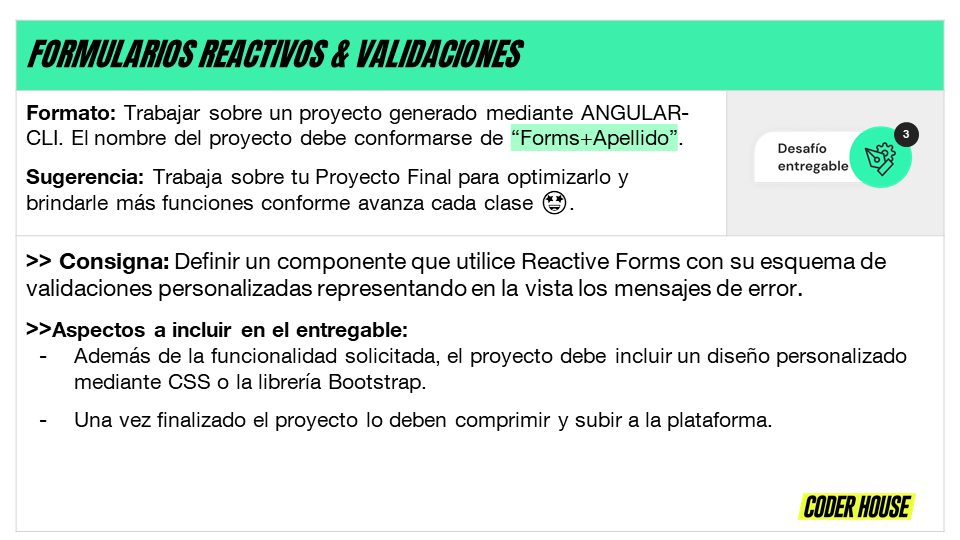 FORMULARIOS REACTIVOS & VALIDACIONES
Formato: Trabajar sobre un proyecto generado mediante ANGULAR-
CLI. El nombre del proyecto debe conformarse de “Forms+Apellido”.
Sugerencia: Trabaja sobre tu Proyecto Final para optimizarlo y
brindarle más funciones conforme avanza cada clase 🤩.
3
Desafío
entregable
>> Consigna: Definir un componente que utilice Reactive Forms con su esquema de
validaciones personalizadas representando en la vista los mensajes de error.
>>Aspectos a incluir en el entregable:
- Además de la funcionalidad solicitada, el proyecto debe incluir un diseño personalizado
mediante CSS o la librería Bootstrap.
- Una vez finalizado el proyecto lo deben comprimir y subir a la plataforma.
CODER HOUSE